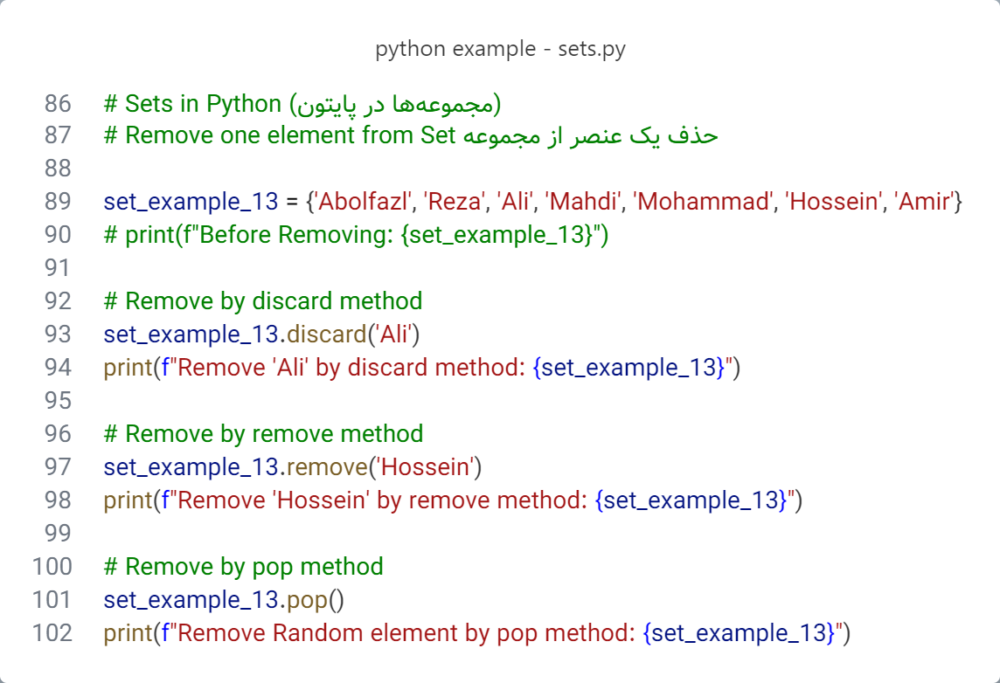 python example - sets.py
86 # Sets in Python (مجموعه‌ها در پایتون)
87 # Remove one element from Set حذف یک عنصر از مجموعه
88
89 set_example_13 = {'Abolfazl', 'Reza', 'Ali', 'Mahdi', 'Mohammad', 'Hossein', 'Amir'}
90 # print(f"Before Removing: {set_example_13}")
91
92 # Remove by discard method
93 set_example_13.discard('Ali')
94 print(f"Remove 'Ali' by discard method: {set_example_13}")
95
96 # Remove by remove method
97 set_example_13.remove('Hossein')
98 print(f"Remove 'Hossein' by remove method: {set_example_13}")
99
100 # Remove by pop method
101 set_example_13.pop()
102 print(f"Remove Random element by pop method: {set_example_13}")